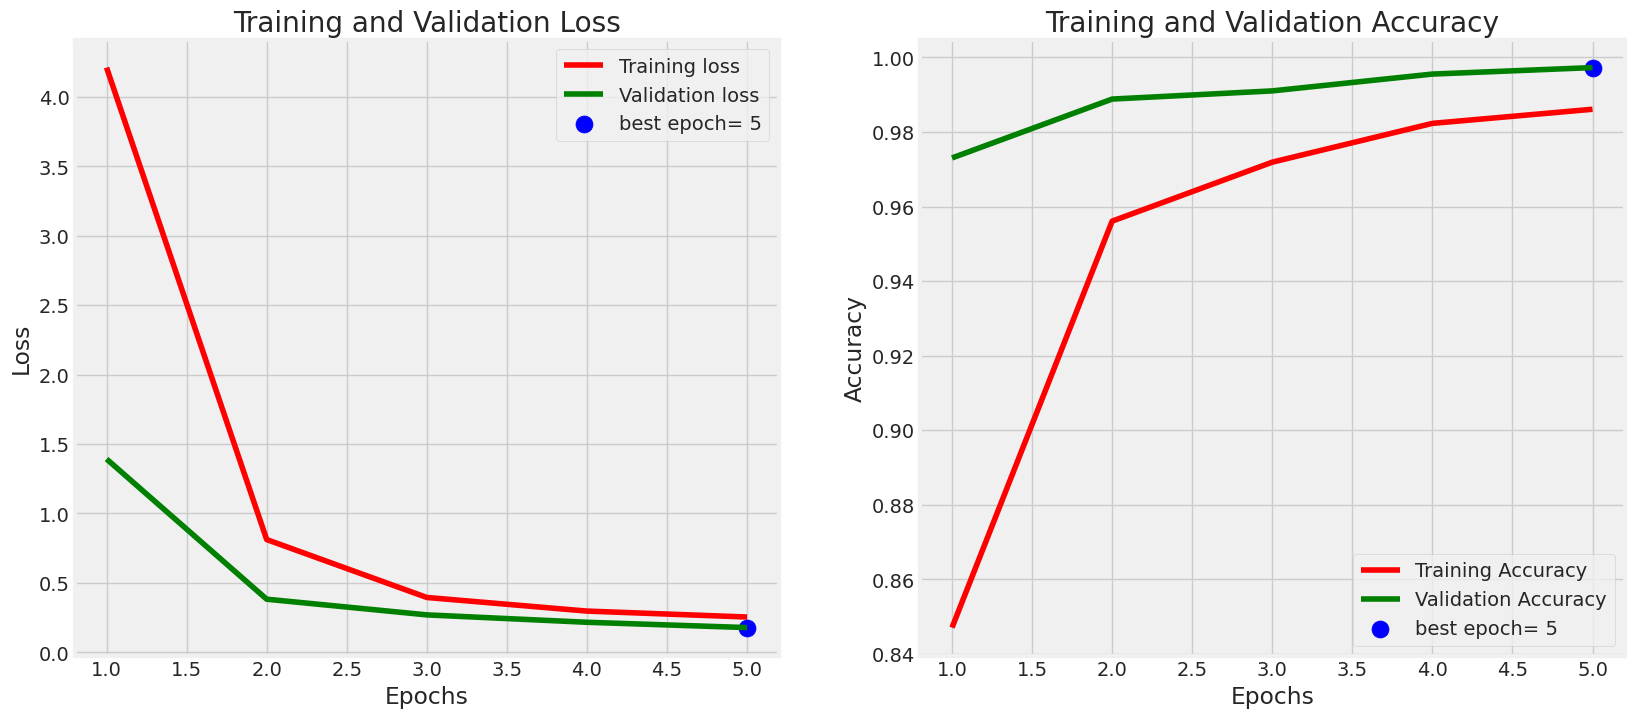 Training and Validation Loss
Training loss
Validation loss
best epoch= 5
4.0
3.5
3.0
2.5
2.0
1.5
1.0
0.5
0.0
Loss
1.0 1.5 2.0 2.5 3.0 3.5 4.0 4.5 5.0
Epochs
Training and Validation Accuracy
1.00
0.98
0.96
0.94
0.92
0.90
0.88
0.86
0.84
Accuracy
Training Accuracy
Validation Accuracy
best epoch= 5
1.0 1.5 2.0 2.5 3.0 3.5 4.0 4.5 5.0
Epochs